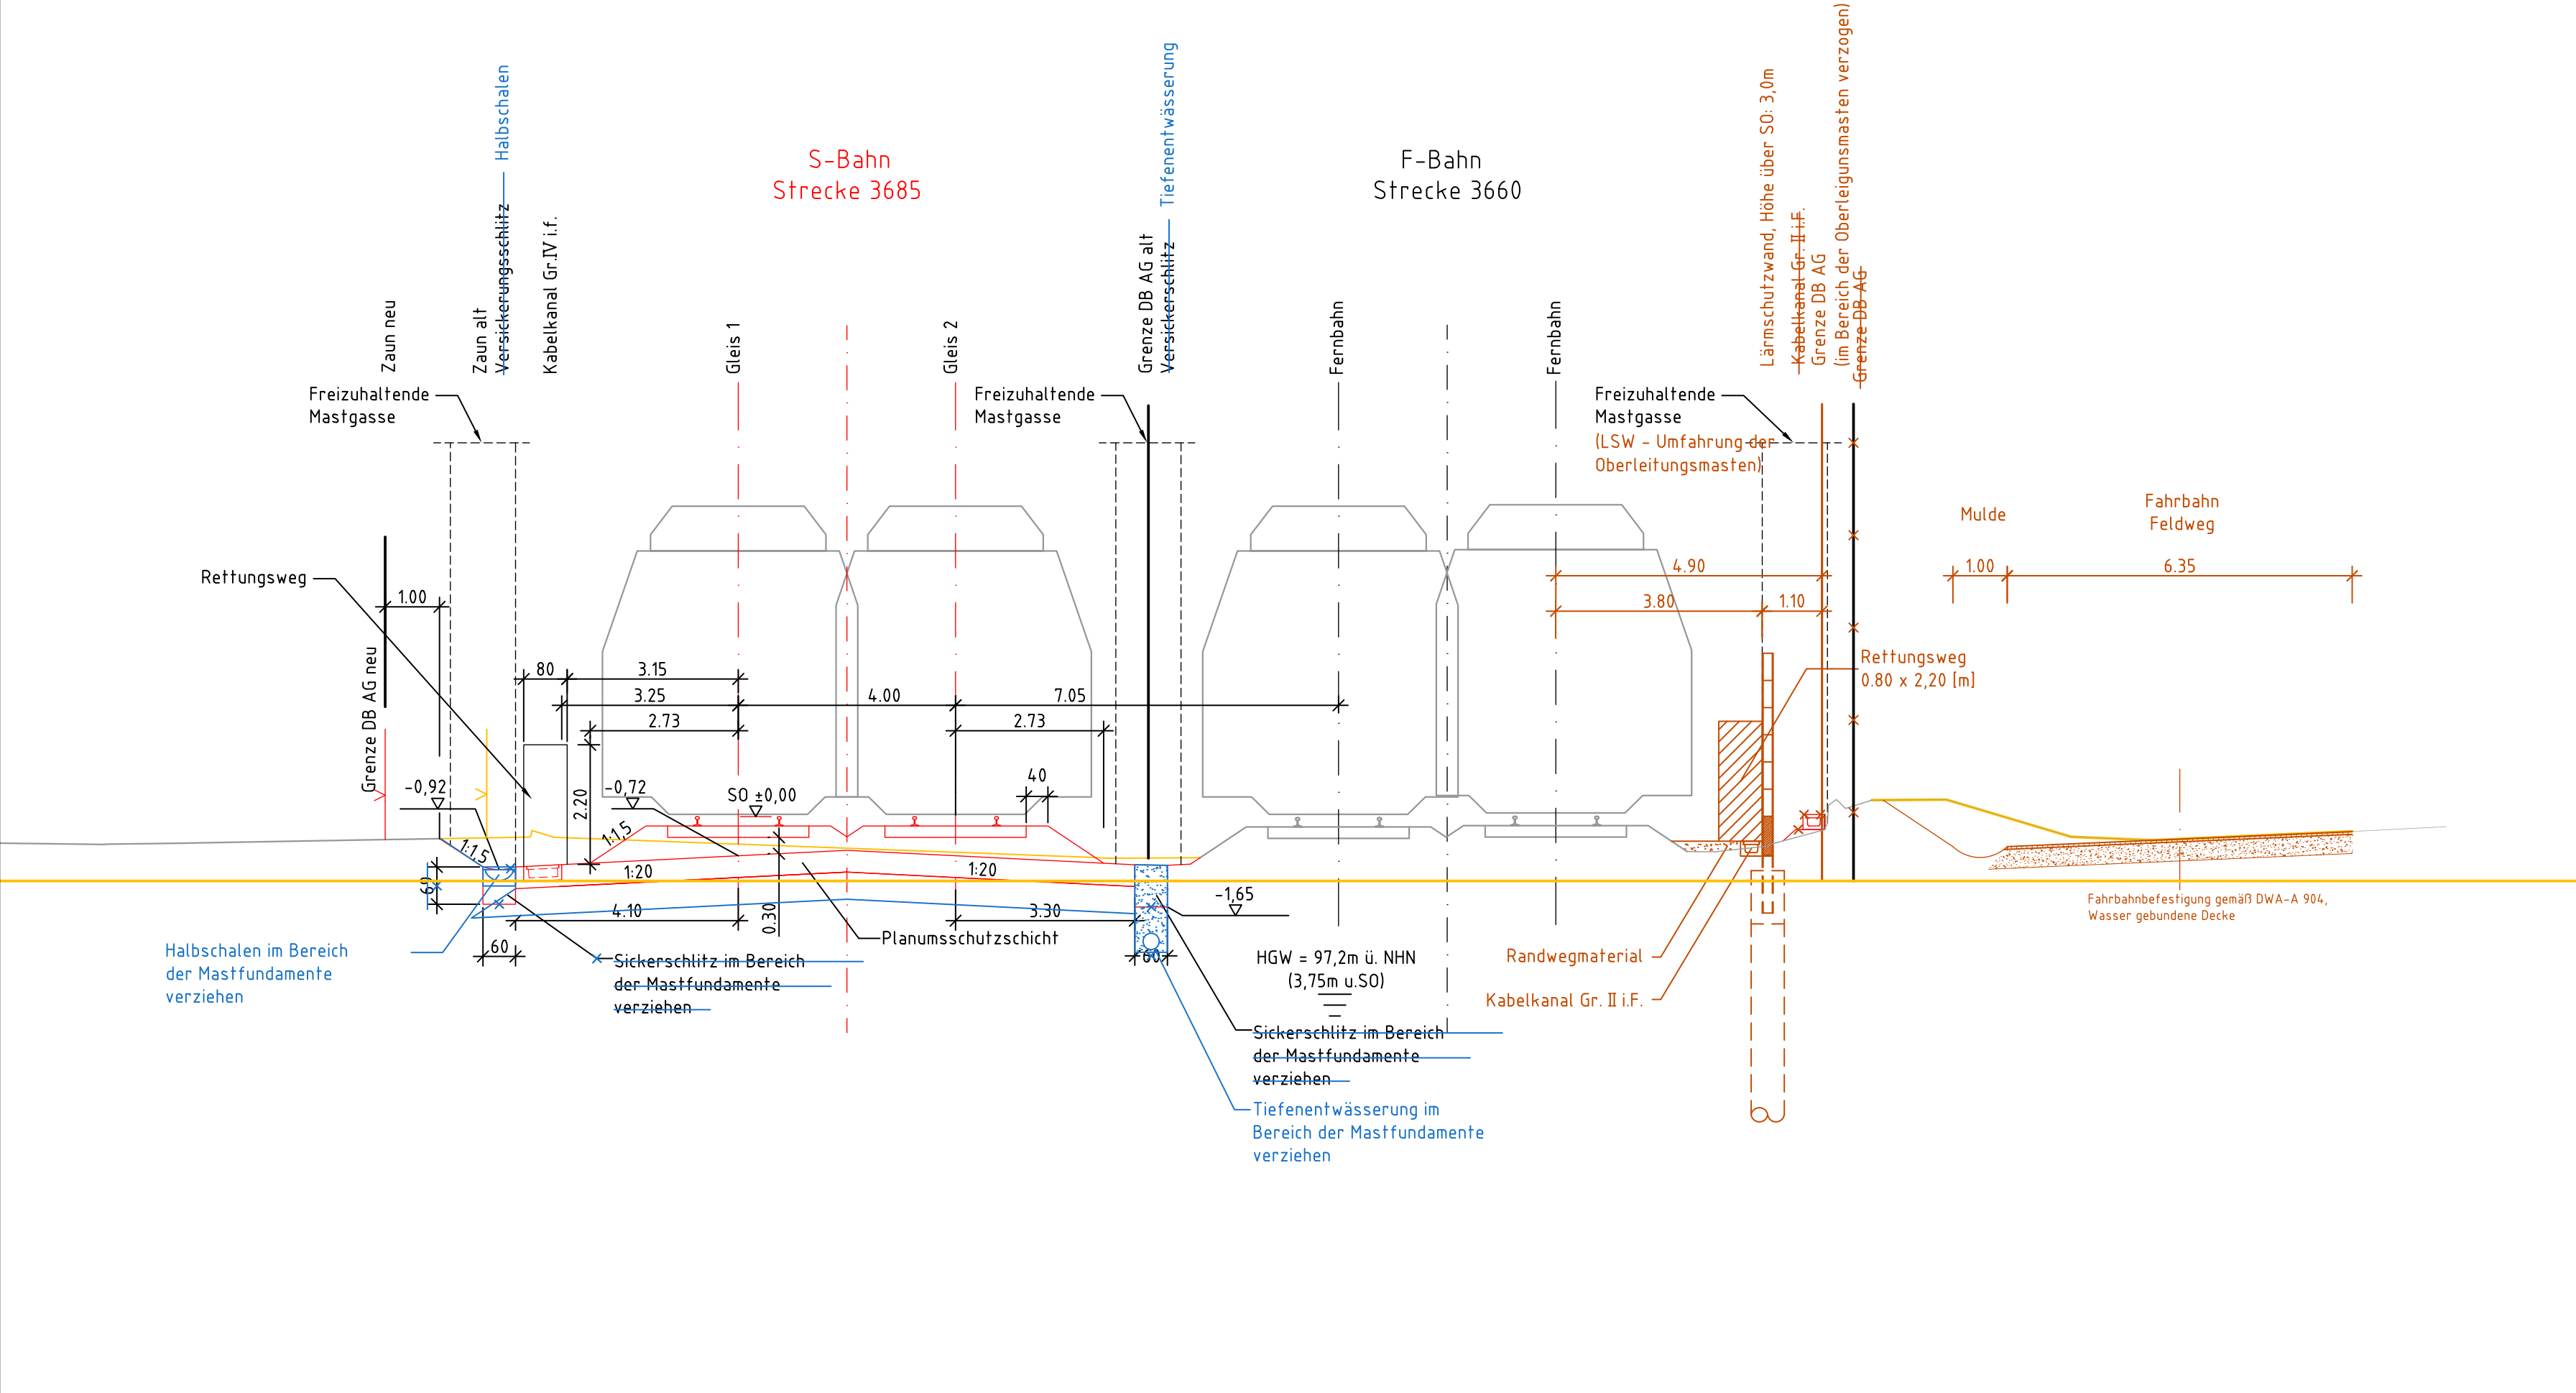 Halbschalen
Tiefenentwässerung
Lärmschutzwand, Höhe über SO: 3,0m
Kabelkanal Gr. II i.F.
Grenze DB AG
(im Bereich der Oberleigunsmasten verzogen)
Grenze DB AG
S-Bahn
Strecke 3685
F-Bahn
Strecke 3660
Zaun neu
Zaun alt
Versickerungsschlitz
Kabelkanal Gr.IV i.f.
Gleis 1
Gleis 2
Grenze DB AG alt
Versickerschlitz
Fernbahn
Fernbahn
Freizuhaltende
Mastgasse
Freizuhaltende
Mastgasse
Freizuhaltende
Mastgasse
(LSW - Umfahrung der
Oberleitungsmasten)
Mulde
Fahrbahn
Feldweg
Rettungsweg
1.00
4.90
1.00
6.35
3.80
1.10
Grenze DB AG neu
80
3.15
3.25
4.00
7.05
2.73
2.73
Rettungsweg
0.80 x 2,20 [m]
-0,92
2.20
-0,72
SO ±0,00
40
1:1,5
1:1,5
60
1:20
1:20
4.10
0.30
3.30
-1,65
60
60
Planumsschutzschicht
Halbschalen im Bereich
der Mastfundamente
verziehen
Sickerschlitz im Bereich
der Mastfundamente
verziehen
HGW = 97,2m ü. NHN
(3,75m u.SO)
Sickerschlitz im Bereich
der Mastfundamente
verziehen
Tiefenentwässerung im
Bereich der Mastfundamente
verziehen
Randwegmaterial
Kabelkanal Gr. II i.F.
Fahrbahnbefestigung gemäß DWA-A 904,
Wasser gebundene Decke